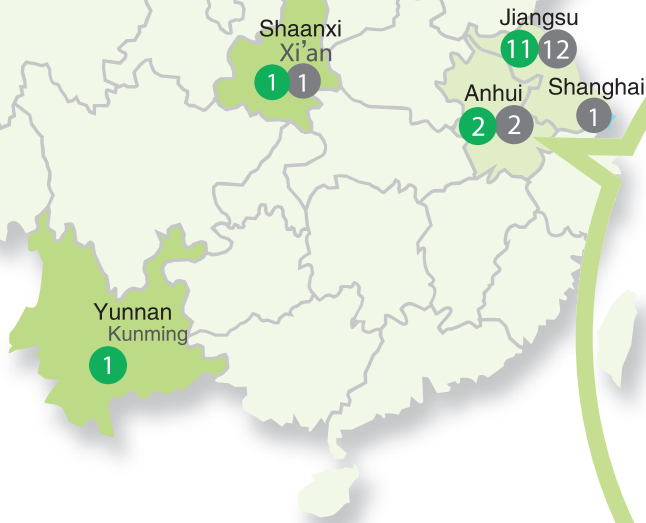 Jiangsu
11 12
Shaanxi
Xi'an
1 1
Anhui
2 2
Shanghai
1
Yunnan
Kunming
1